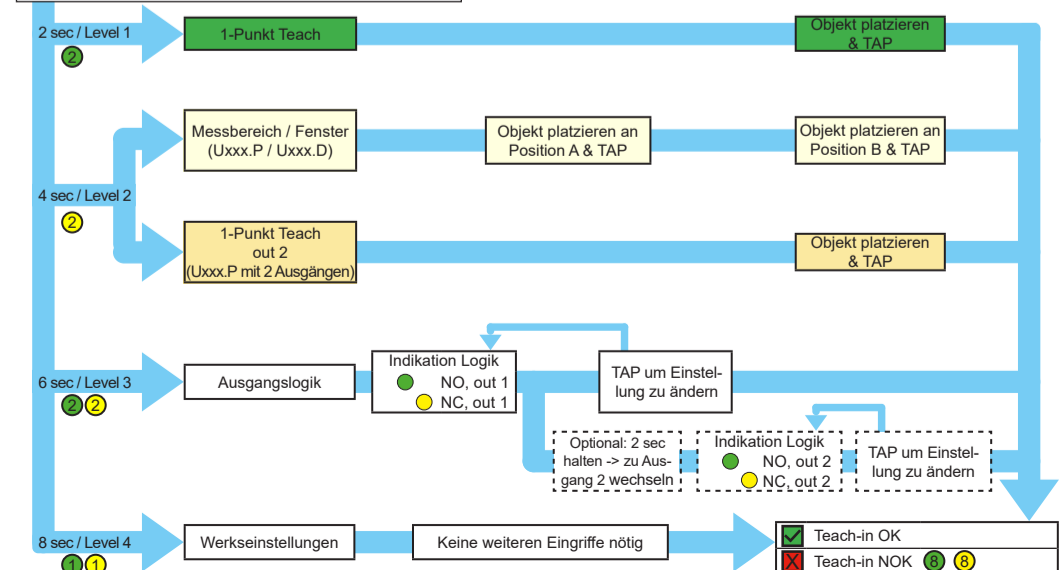 2 sec / Level 1
2
1-Punkt Teach
Objekt platzieren
& TAP
Messbereich / Fenster
(Uxxx.P / Uxxx.D)
Objekt platzieren an
Position A & TAP
Objekt platzieren an
Position B & TAP
4 sec / Level 2
2
1-Punkt Teach
out 2
(Uxxx.P mit 2 Ausgängen)
Objekt platzieren
& TAP
6 sec / Level 3
2 2
Ausgangslogik
Indikation Logik
NO, out 1
NC, out 1
TAP um Einstel-
lung zu ändern
Optional: 2 sec
halten -> zu Aus-
gang 2 wechseln
Indikation Logik
NO, out 2
NC, out 2
TAP um Einstel-
lung zu ändern
8 sec / Level 4
1 1
Werkseinstellungen
Keine weiteren Eingriffe nötig
Teach-in OK
Teach-in NOK 8 8